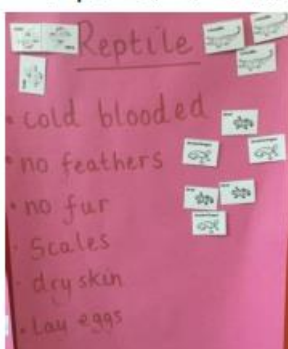 Reptile
• cold blooded
• no feathers
• no fur
• Scales
• dry skin
• Lay eggs